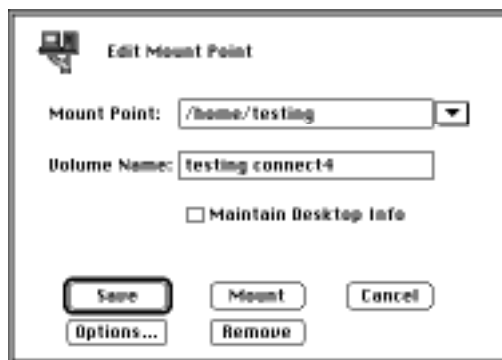 Edit Mount Point
Mount Point: /home/testing
Volume Name: testing connect4
Maintain Desktop Info
Save Mount Cancel
Options... Remove